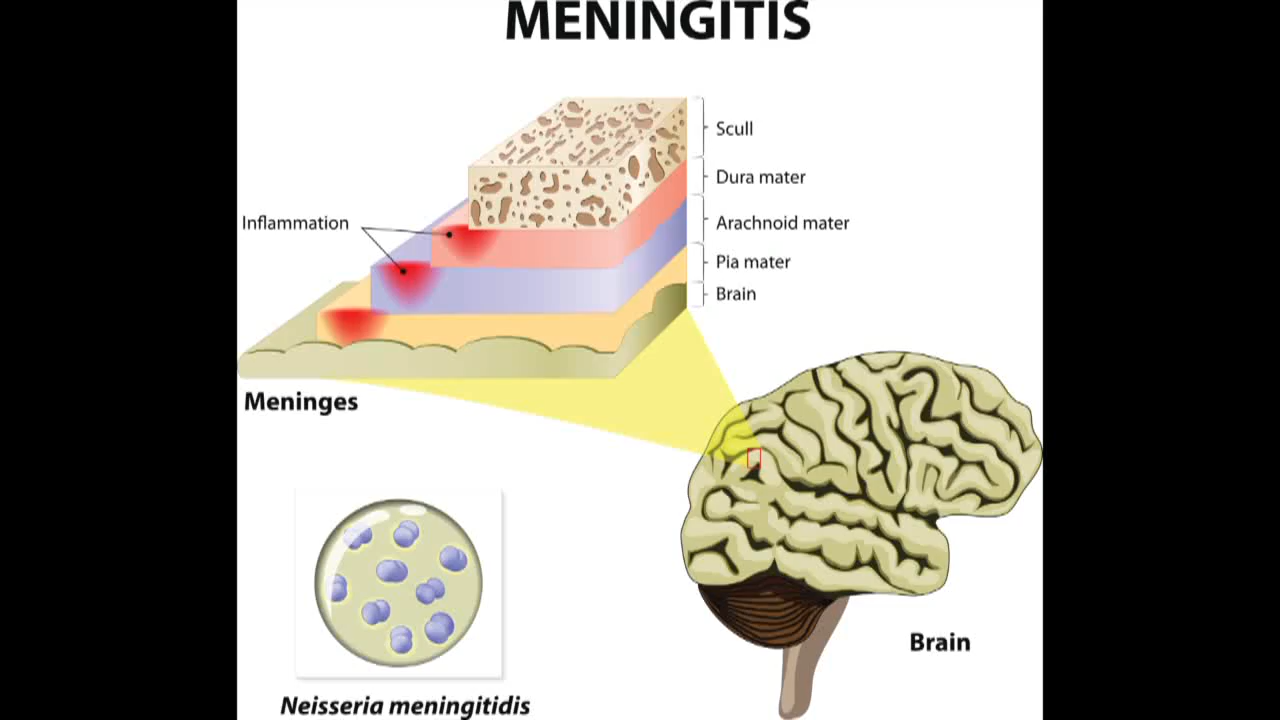 MENINGITIS
Scull
Dura mater
Inflammation
Arachnoid mater
Pia mater
Brain
Meninges
Brain
Neisseria meningitidis